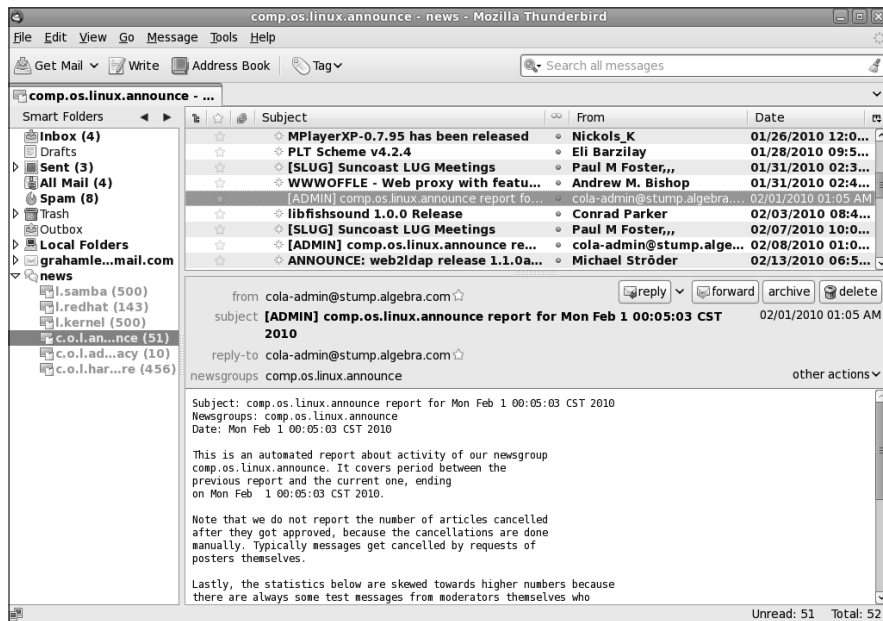 comp.os.linux.announce - news - Mozilla Thunderbird
File Edit View Go Message Tools Help
Get Mail Write Address Book Tag Search all messages
comp.os.linux.announce - ...
Smart Folders
Inbox (4)
Drafts
Sent (3)
All Mail (4)
Spam (8)
Trash
Outbox
Local Folders
grahamle...mail.com
news
l.samba (500)
l.redhat (143)
l.kernel (500)
c.o.l.an...nce (51)
c.o.l.ad...acy (10)
c.o.l.har...re (456)
Subject From Date
MPlayerXP-0.7.95 has been released Nickols_K 01/26/2010 12:0...
PLT Scheme v4.2.4 Eli Barzilay 01/28/2010 09:5...
[SLUG] Suncoast LUG Meetings Paul M Foster,,, 01/31/2010 02:3...
WWWOFFLE - Web proxy with featu... Andrew M. Bishop 01/31/2010 02:4...
[ADMIN] comp.os.linux.announce report fo... cola-admin@stump.algebra.... 02/01/2010 01:05 AM
libfishsound 1.0.0 Release Conrad Parker 02/03/2010 08:4...
[SLUG] Suncoast LUG Meetings Paul M Foster,,, 02/07/2010 10:0...
[ADMIN] comp.os.linux.announce re... cola-admin@stump.alge... 02/08/2010 01:0...
ANNOUNCE: web2ldap release 1.1.0a... Michael Ströder 02/13/2010 06:5...
from cola-admin@stump.algebra.com reply forward archive delete
subject [ADMIN] comp.os.linux.announce report for Mon Feb 1 00:05:03 CST 02/01/2010 01:05 AM
2010
reply-to cola-admin@stump.algebra.com
newsgroups comp.os.linux.announce other actions
Subject: comp.os.linux.announce report for Mon Feb 1 00:05:03 CST 2010
Newsgroups: comp.os.linux.announce
Date: Mon Feb 1 00:05:03 CST 2010
This is an automated report about activity of our newsgroup
comp.os.linux.announce. It covers period between the
previous report and the current one, ending
on Mon Feb  1 00:05:03 CST 2010.
Note that we do not report the number of articles cancelled
after they got approved, because the cancellations are done
manually. Typically messages get cancelled by requests of
posters themselves.
Lastly, the statistics below are skewed towards higher numbers because
there are always some test messages from moderators themselves who
Unread: 51 Total: 52